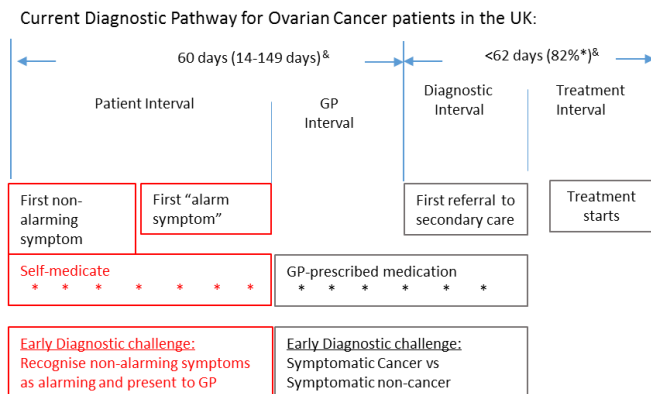 Current Diagnostic Pathway for Ovarian Cancer patients in the UK:
60 days (14-149 days)&
<62 days (82%*)&
Patient Interval
GP
Interval
Diagnostic
Interval
Treatment
Interval
First non-
alarming
symptom
First “alarm
symptom”
First referral to
secondary care
Treatment
starts
Self-medicate
* * * * * * * *
GP-prescribed medication
* * * * * *
Early Diagnostic challenge:
Recognise non-alarming symptoms
as alarming and present to GP
Early Diagnostic challenge:
Symptomatic Cancer vs
Symptomatic non-cancer